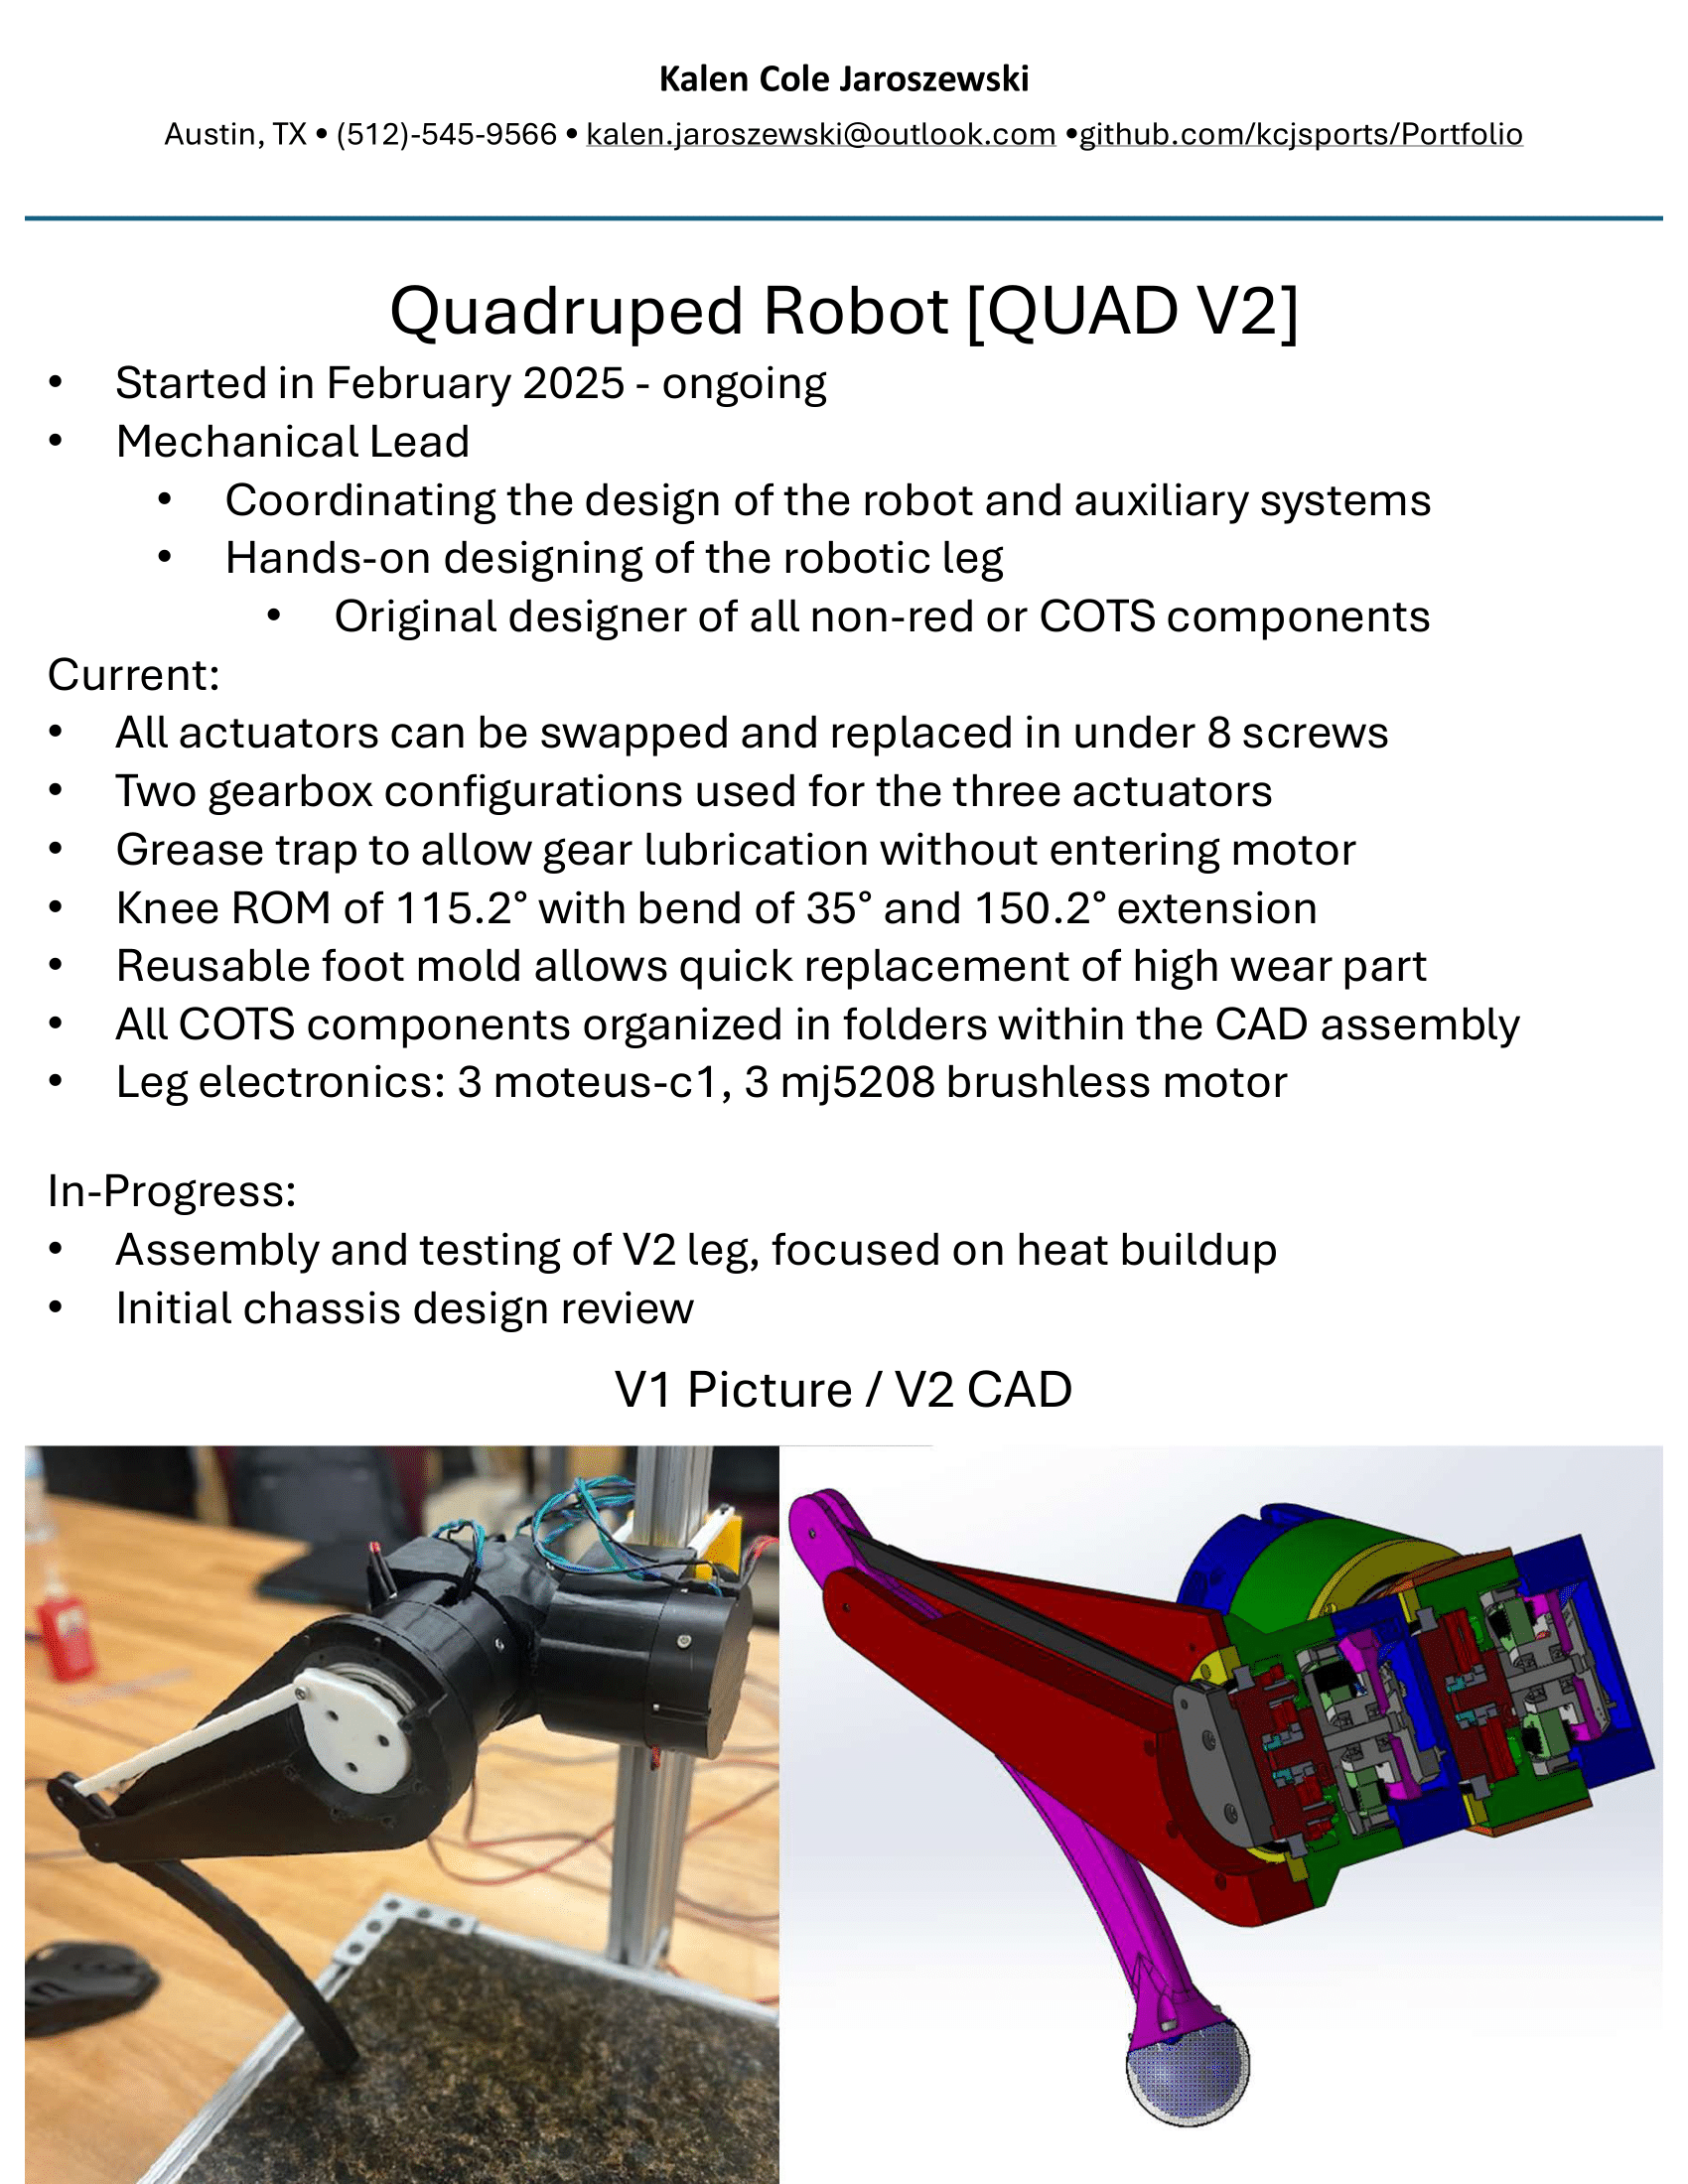 Kalen Cole Jaroszewski
Austin, TX • (512)-545-9566 • kalen.jaroszewski@outlook.com •github.com/kcjsports/Portfolio
Quadruped Robot [QUAD V2]
• Started in February 2025 - ongoing
• Mechanical Lead
• Coordinating the design of the robot and auxiliary systems
• Hands-on designing of the robotic leg
• Original designer of all non-red or COTS components
Current:
• All actuators can be swapped and replaced in under 8 screws
• Two gearbox configurations used for the three actuators
• Grease trap to allow gear lubrication without entering motor
• Knee ROM of 115.2° with bend of 35° and 150.2° extension
• Reusable foot mold allows quick replacement of high wear part
• All COTS components organized in folders within the CAD assembly
• Leg electronics: 3 moteus-c1, 3 mj5208 brushless motor
In-Progress:
• Assembly and testing of V2 leg, focused on heat buildup
• Initial chassis design review
V1 Picture / V2 CAD